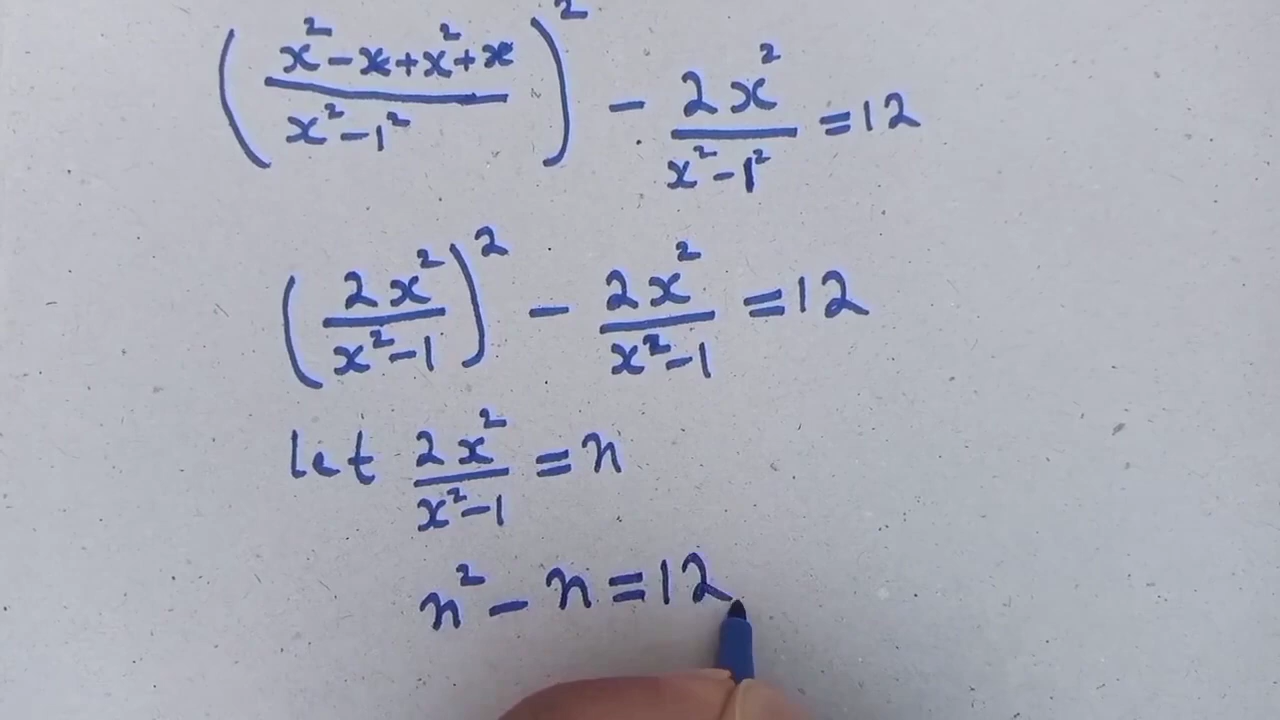 (x² - x + x² + x / x² - 1²)² - 2x² / x² - 1² = 12
(2x² / x² - 1)² - 2x² / x² - 1 = 12
let 2x² / x² - 1 = n
n² - n = 12